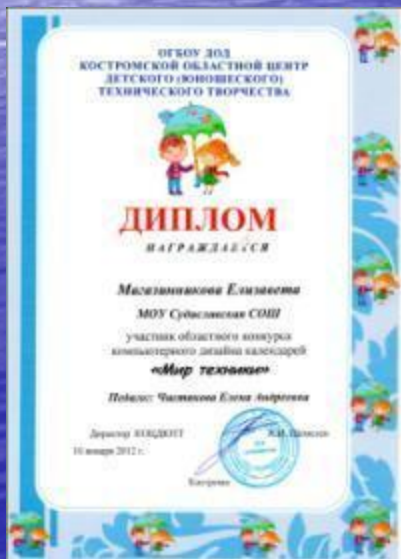 ОГБОУ ДОД
КОСТРОМСКОЙ ОБЛАСТНОЙ ЦЕНТР
ДЕТСКОГО (ЮНОШЕСКОГО)
ТЕХНИЧЕСКОГО ТВОРЧЕСТВА
ДИПЛОМ
НАГРАЖДАЕТСЯ
Магазинникова Елизавета
МОУ Судиславская СОШ
участник областного конкурса
компьютерного дизайна календарей
«Мир техники»
Педагог: Чистякова Елена Андреевна
Директор КОЦДЮТТ
16 января 2012 г.
Кострома